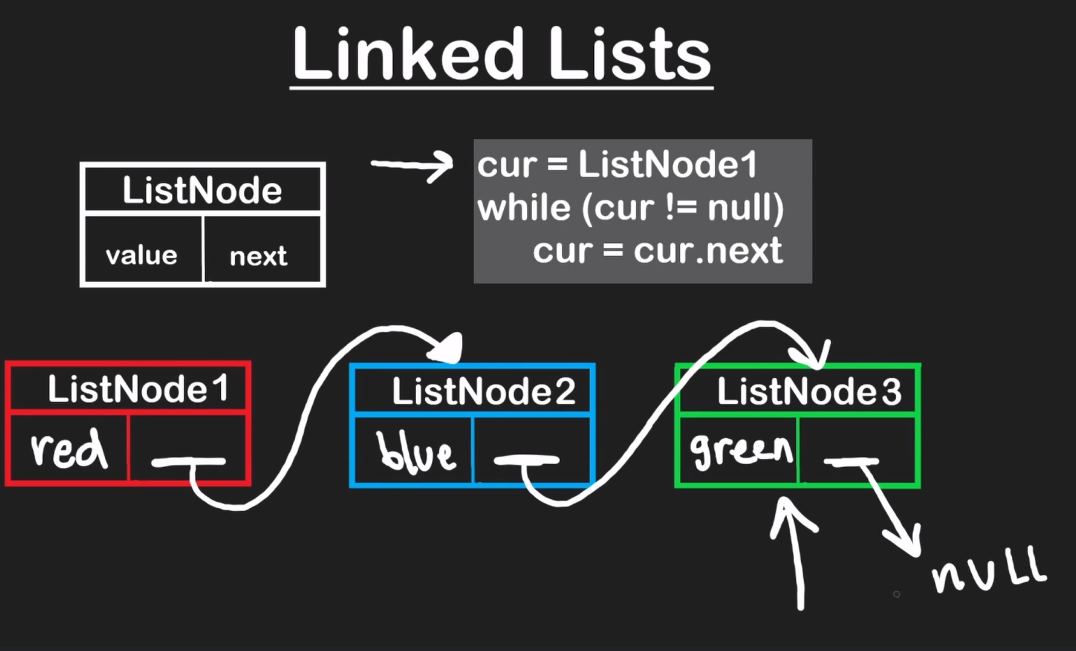 Linked Lists
ListNode
value next
cur = ListNode1
while (cur != null)
cur = cur.next
ListNode1
red
ListNode2
blue
ListNode3
green
null